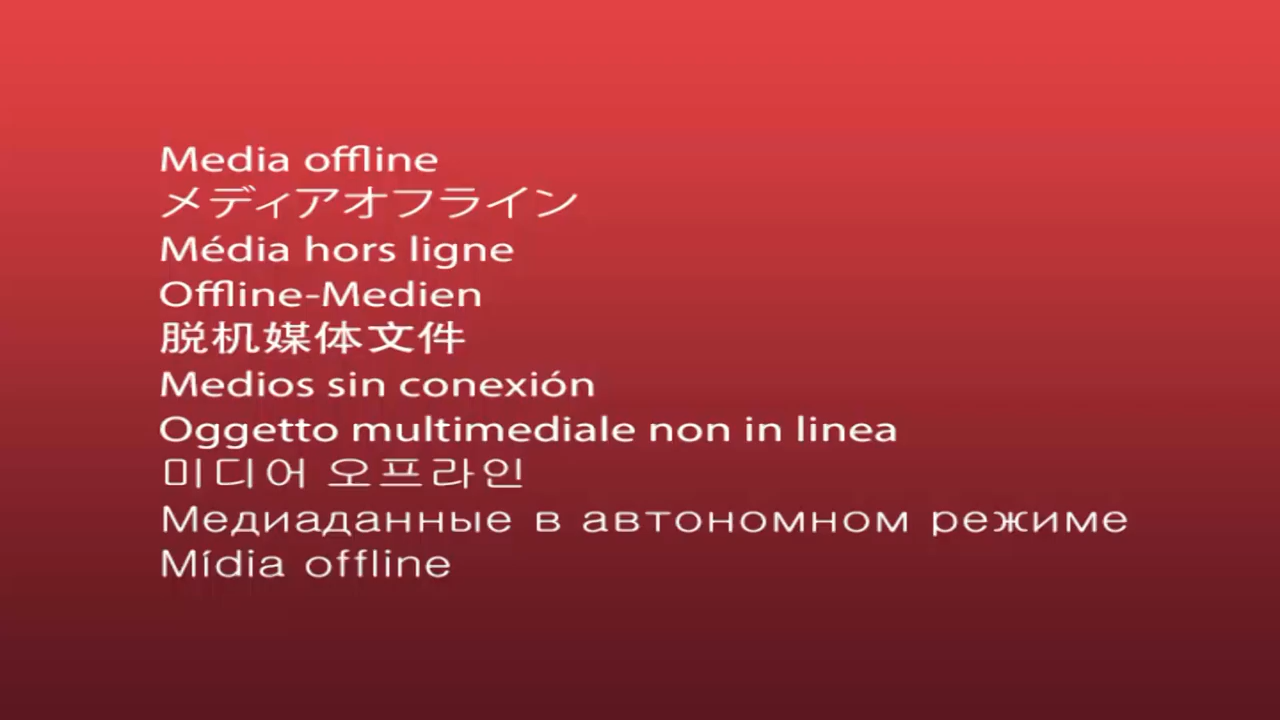 Media offline
メディアオフライン
Média hors ligne
Offline-Medien
脱机媒体文件
Medios sin conexión
Oggetto multimediale non in linea
미디어 오프라인
Медиаданные в автономном режиме
Mídia offline